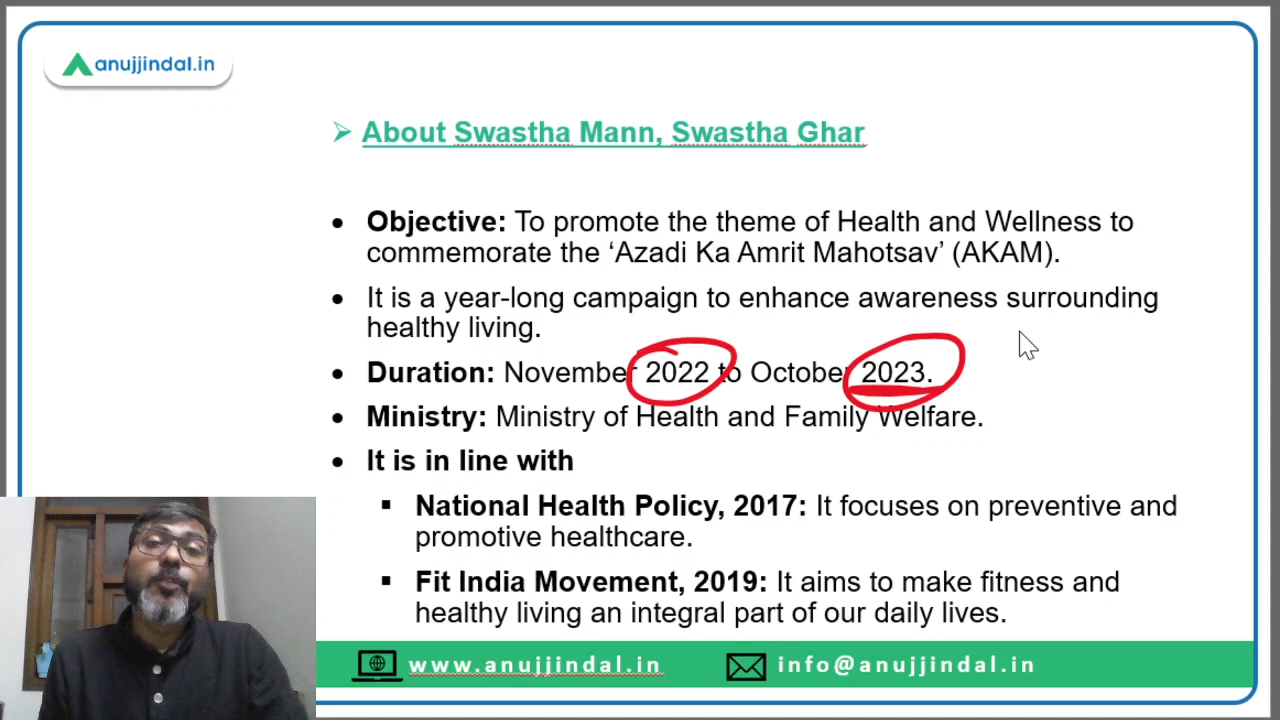 anujjindal.in
➢ About Swastha Mann, Swastha Ghar
• Objective: To promote the theme of Health and Wellness to
commemorate the ‘Azadi Ka Amrit Mahotsav’ (AKAM).
• It is a year-long campaign to enhance awareness surrounding
healthy living.
• Duration: November 2022 to October 2023.
• Ministry: Ministry of Health and Family Welfare.
• It is in line with
▪ National Health Policy, 2017: It focuses on preventive and
promotive healthcare.
▪ Fit India Movement, 2019: It aims to make fitness and
healthy living an integral part of our daily lives.
www.anujjindal.in info@anujjindal.in